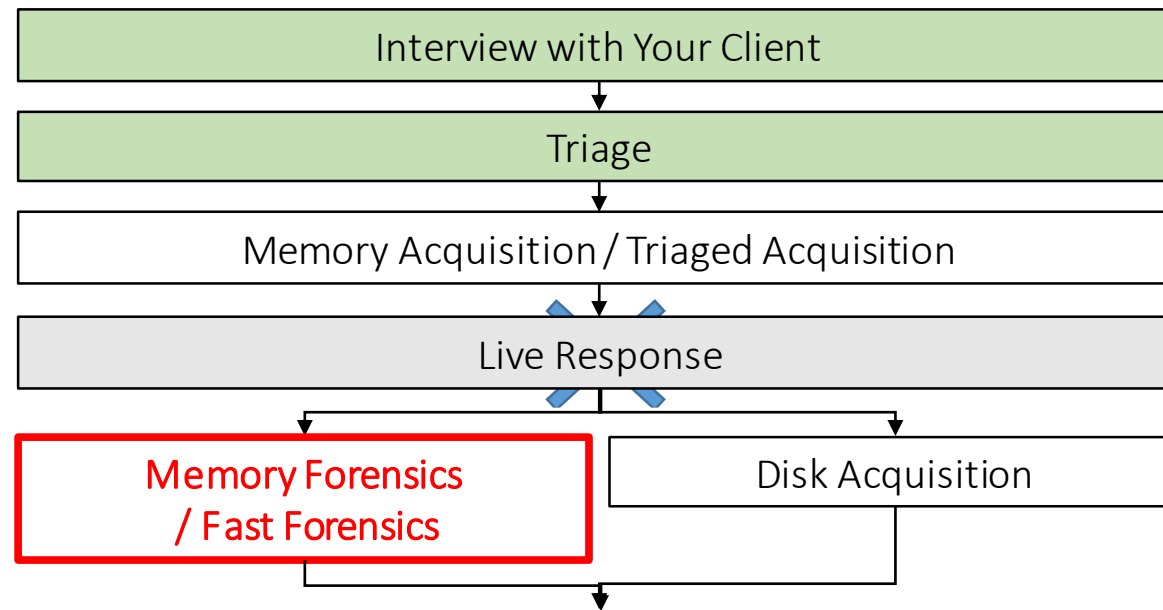 Interview with Your Client
Triage
Memory Acquisition / Triaged Acquisition
Live Response
Memory Forensics
/ Fast Forensics
Disk Acquisition